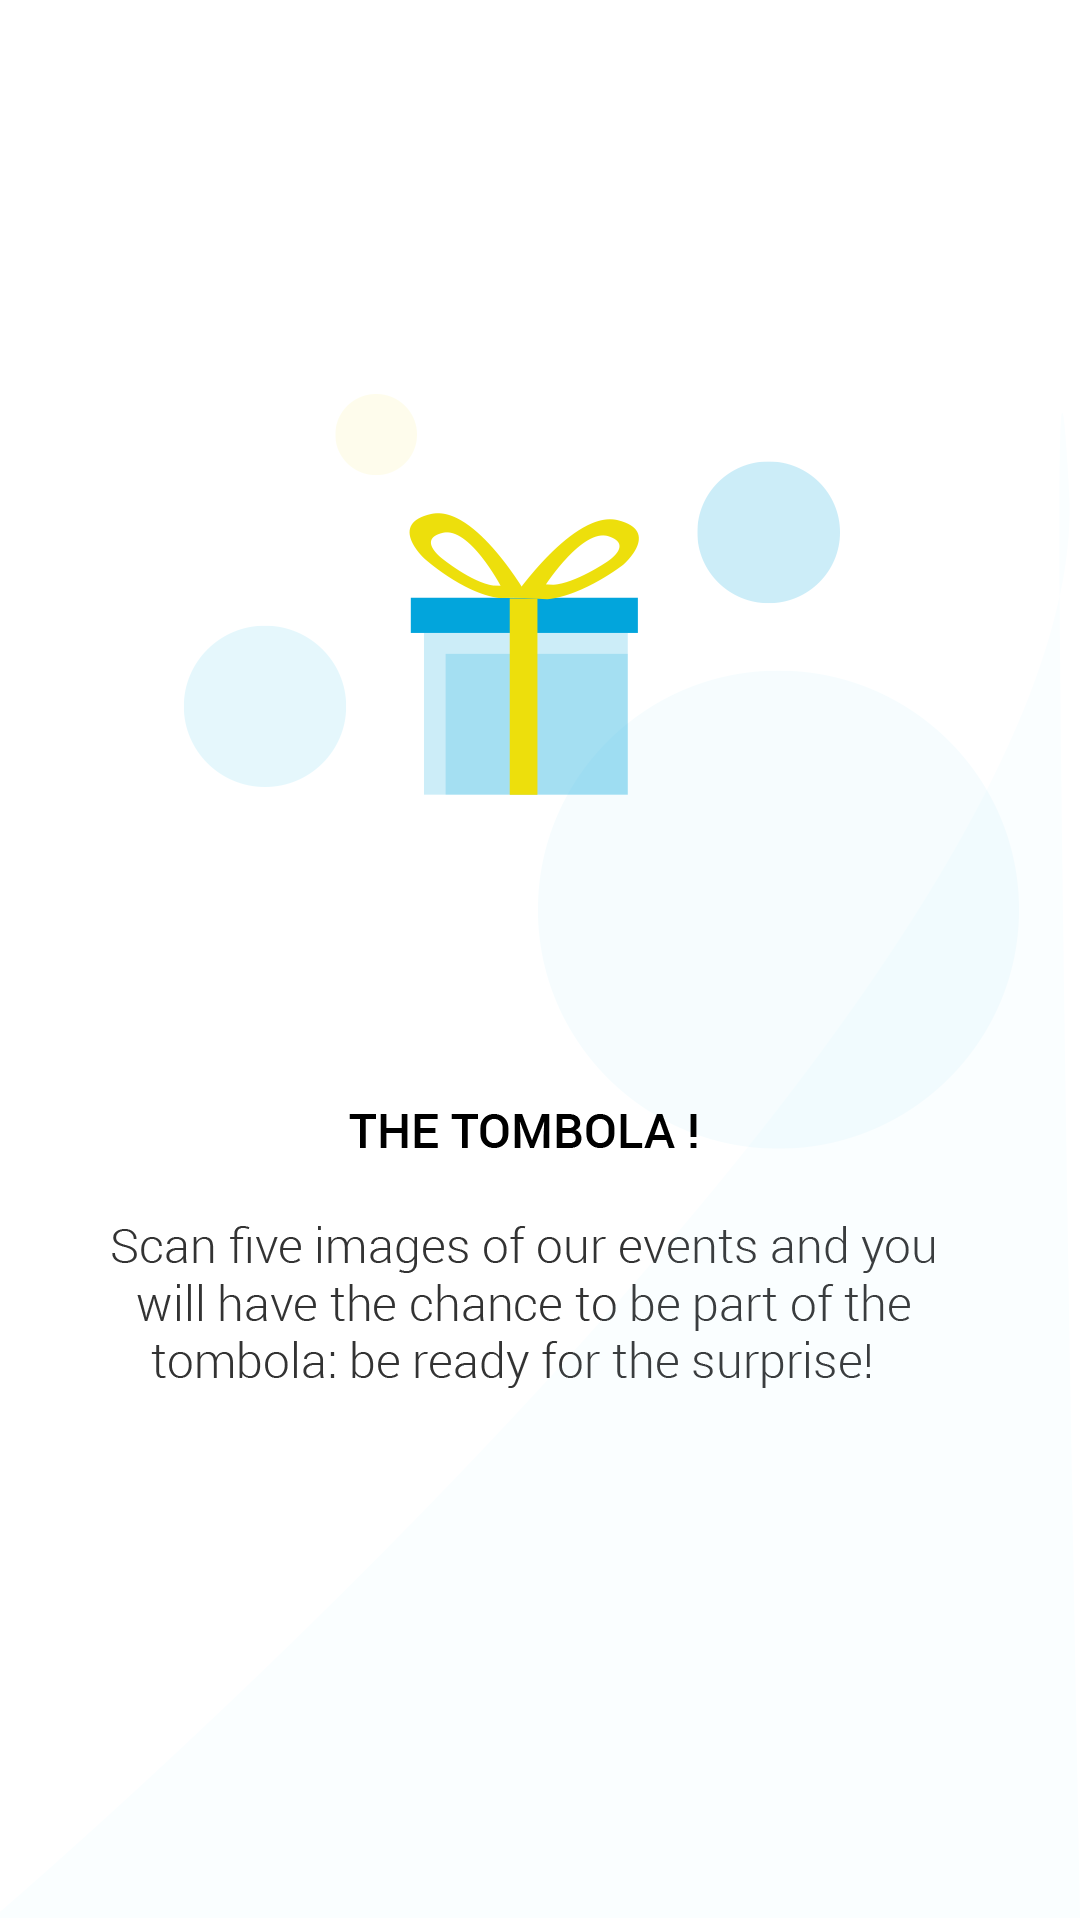 THE TOMBOLA !
Scan five images of our events and you
will have the chance to be part of the
tombola: be ready for the surprise!